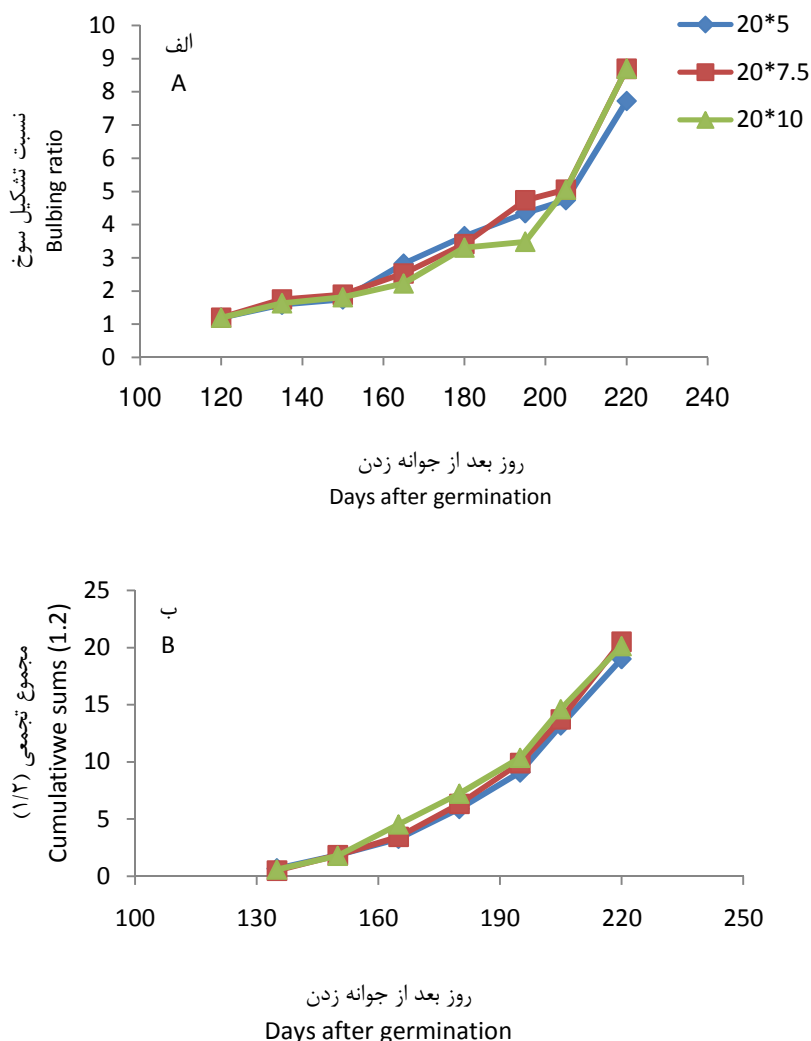 الف
A
20*5
20*7.5
20*10
نسبت تشکیل سوخ
Bulbing ratio
10
9
8
7
6
5
4
3
2
1
0
100 120 140 160 180 200 220 240
روز بعد از جوانه زدن
Days after germination
ب
B
مجموع تجمعی (۱/۲)
Cumulativwe sums (1.2)
25
20
15
10
5
0
100 130 160 190 220 250
روز بعد از جوانه زدن
Days after germination